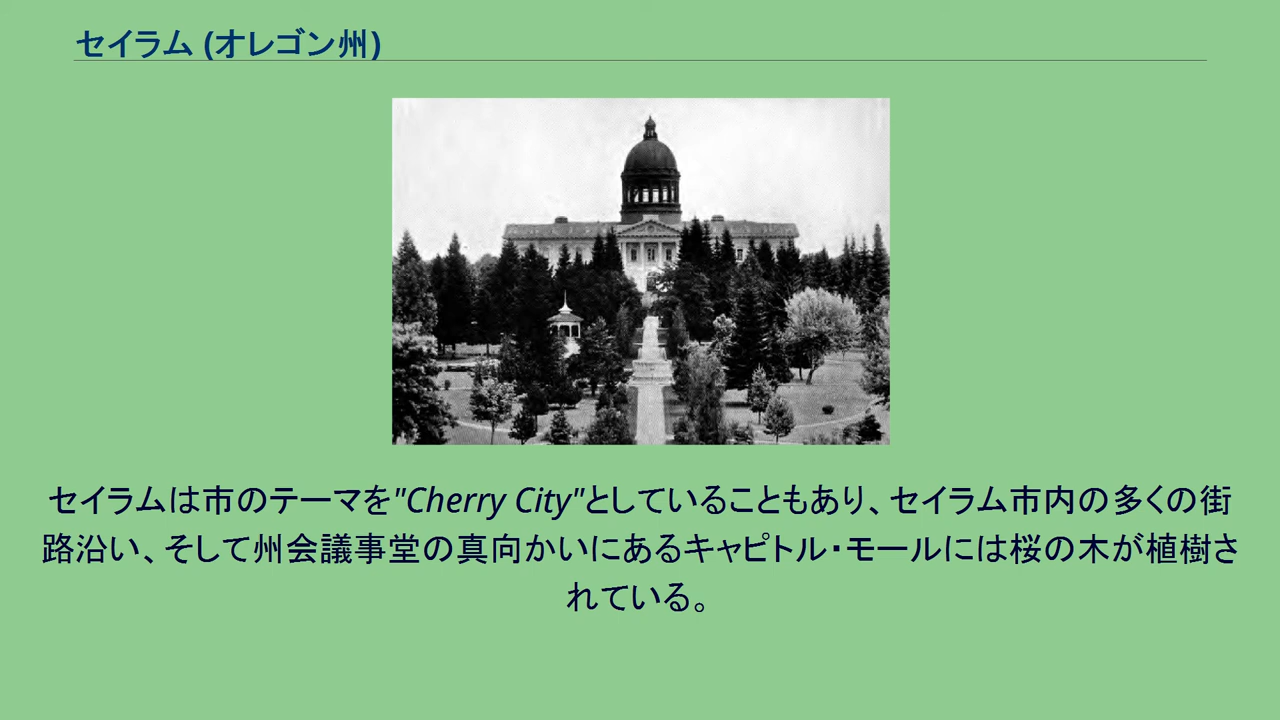 セイラム (オレゴン州)
セイラムは市のテーマを"Cherry City"としていることもあり、セイラム市内の多くの街
路沿い、そして州会議事堂の真向かいにあるキャピトル・モールには桜の木が植樹さ
れている。